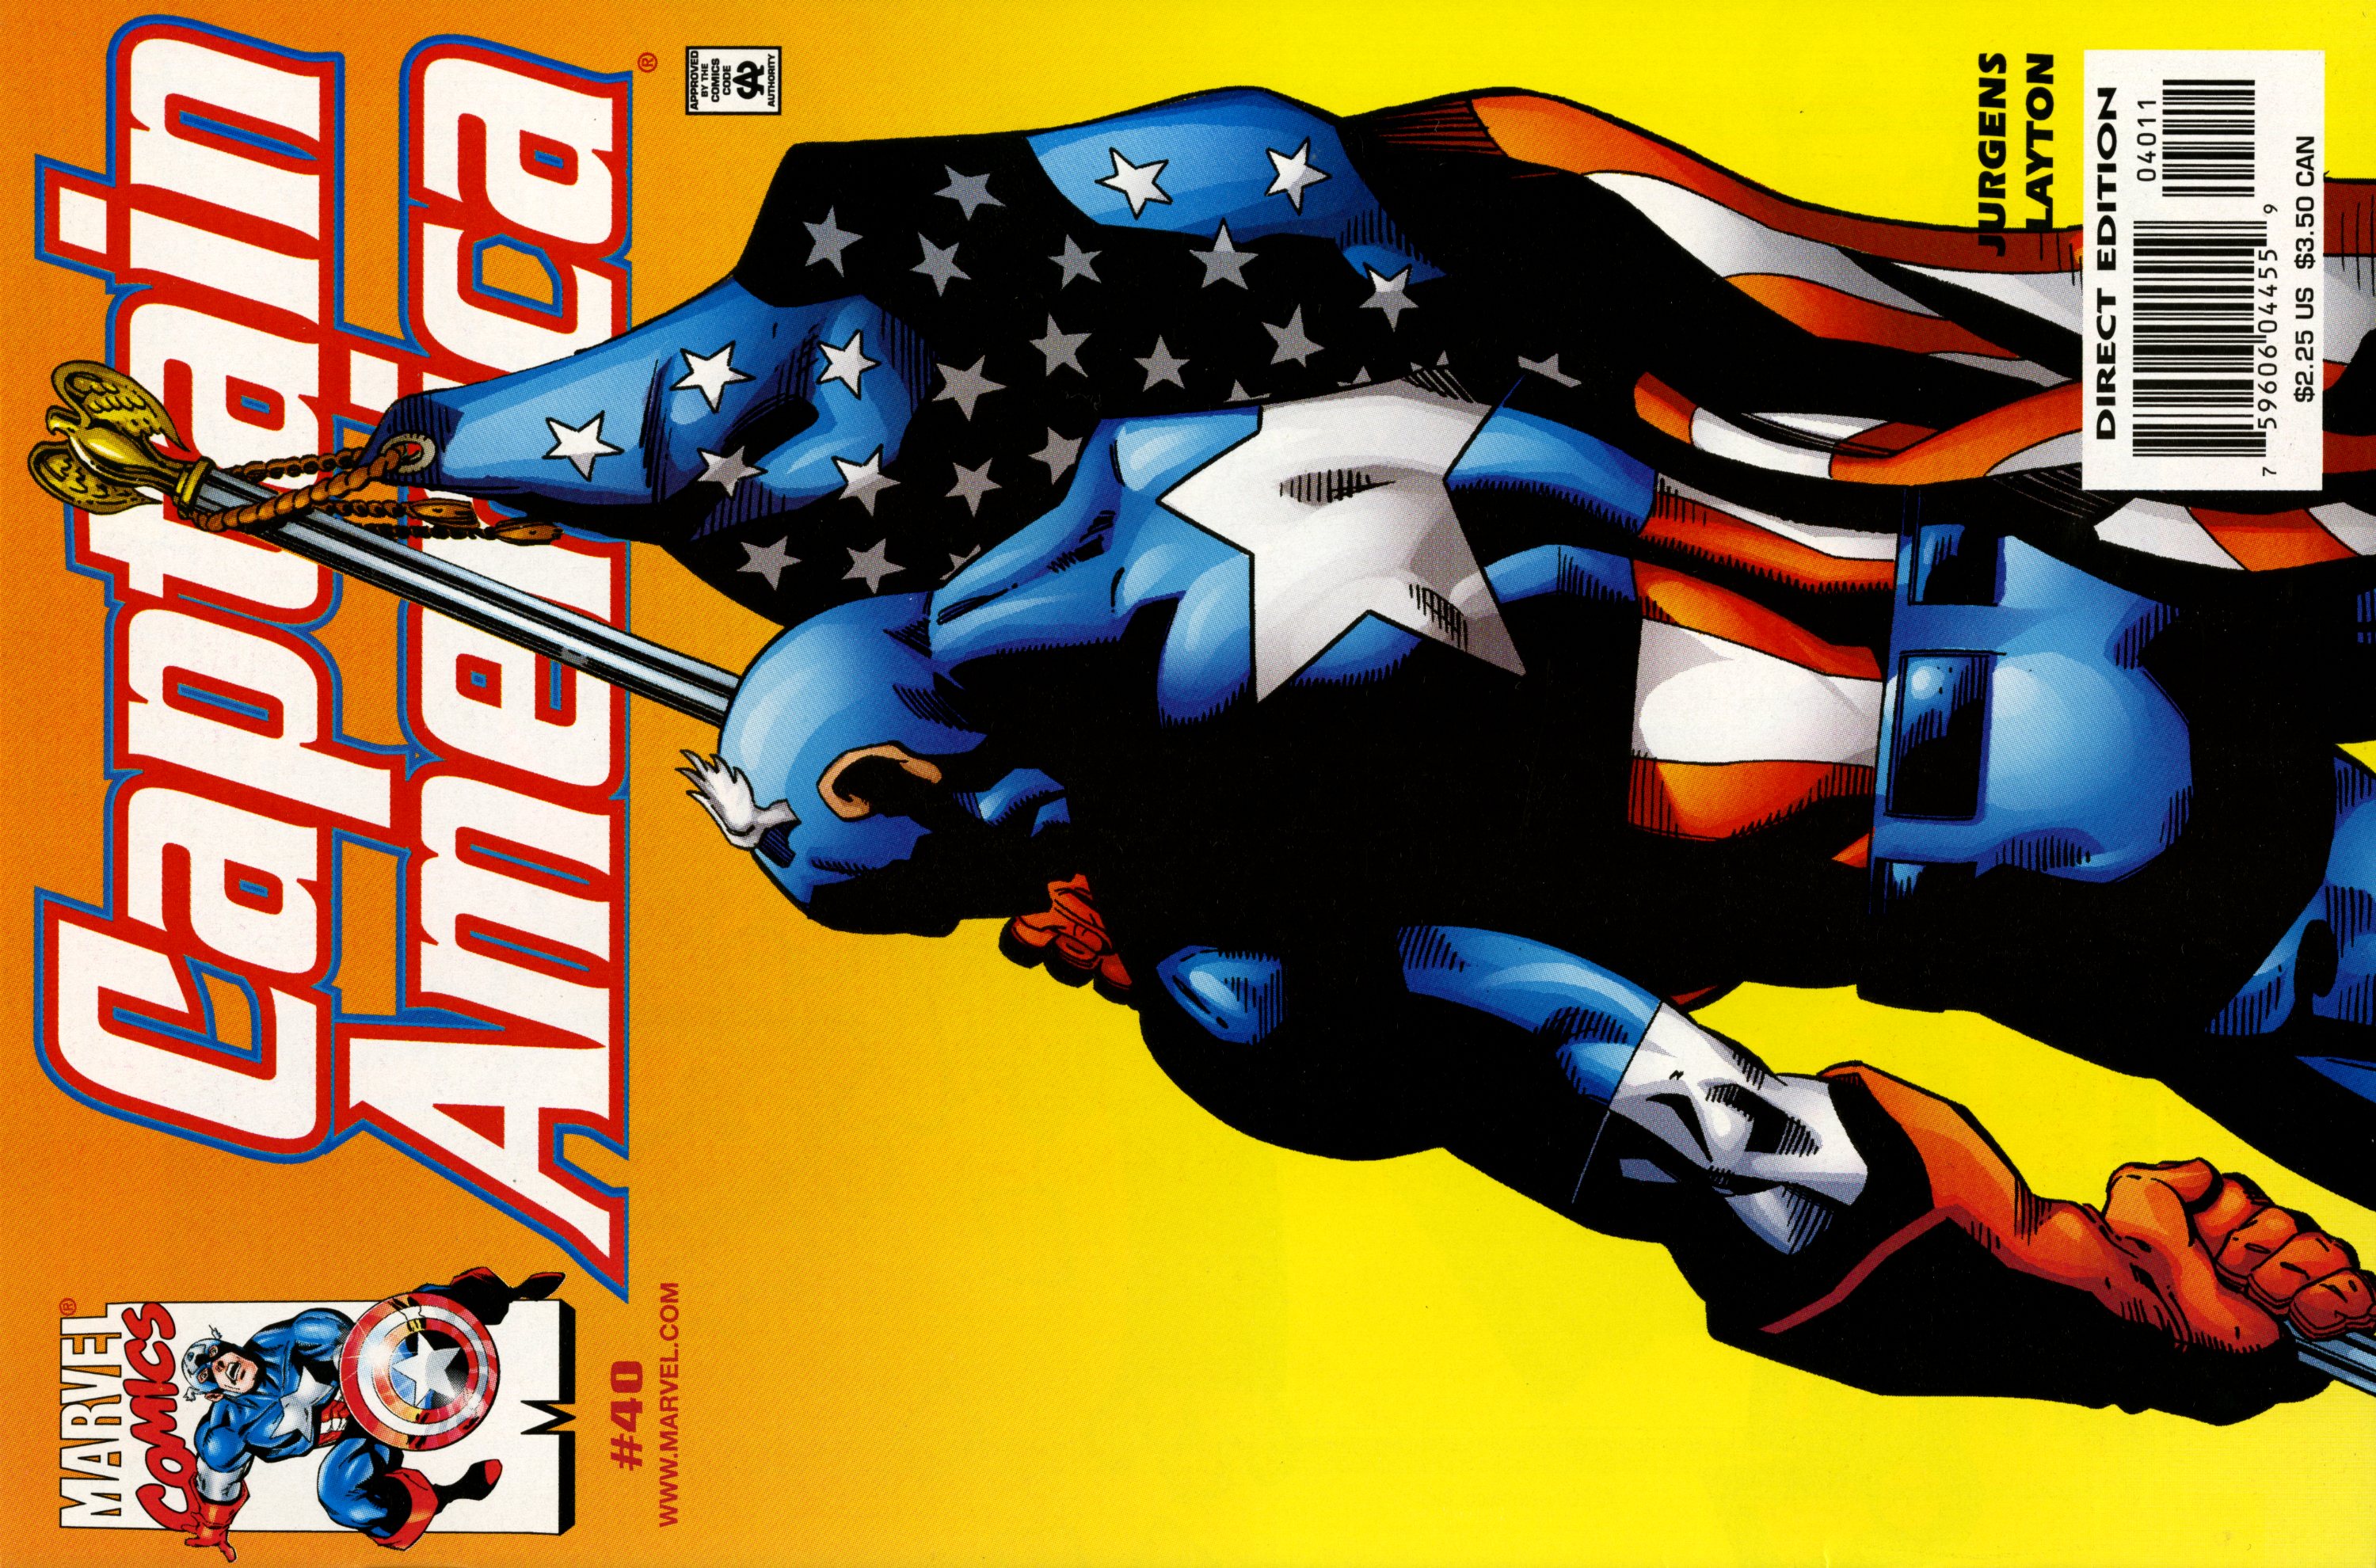 MARVEL®
COMICS
M
#40
WWW.MARVEL.COM
Captain
America®
APPROVED
BY THE
COMICS
CODE
CA
AUTHORITY
JURGENS
LAYTON
DIRECT EDITION
04011
7 59606 04455 9
$2.25 US $3.50 CAN